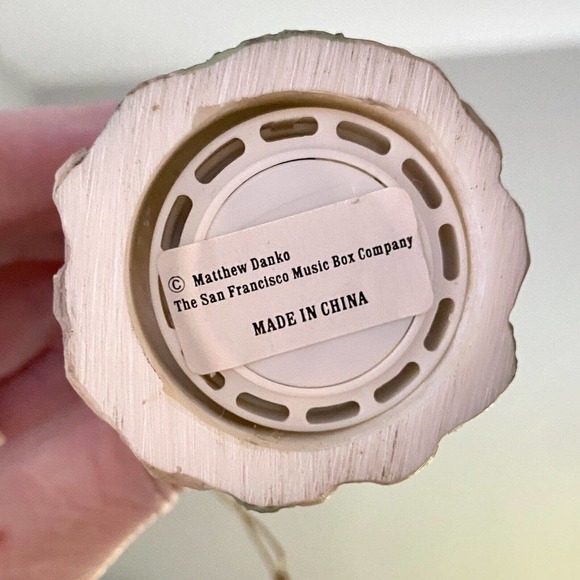 © Matthew Danko
The San Francisco Music Box Company
MADE IN CHINA